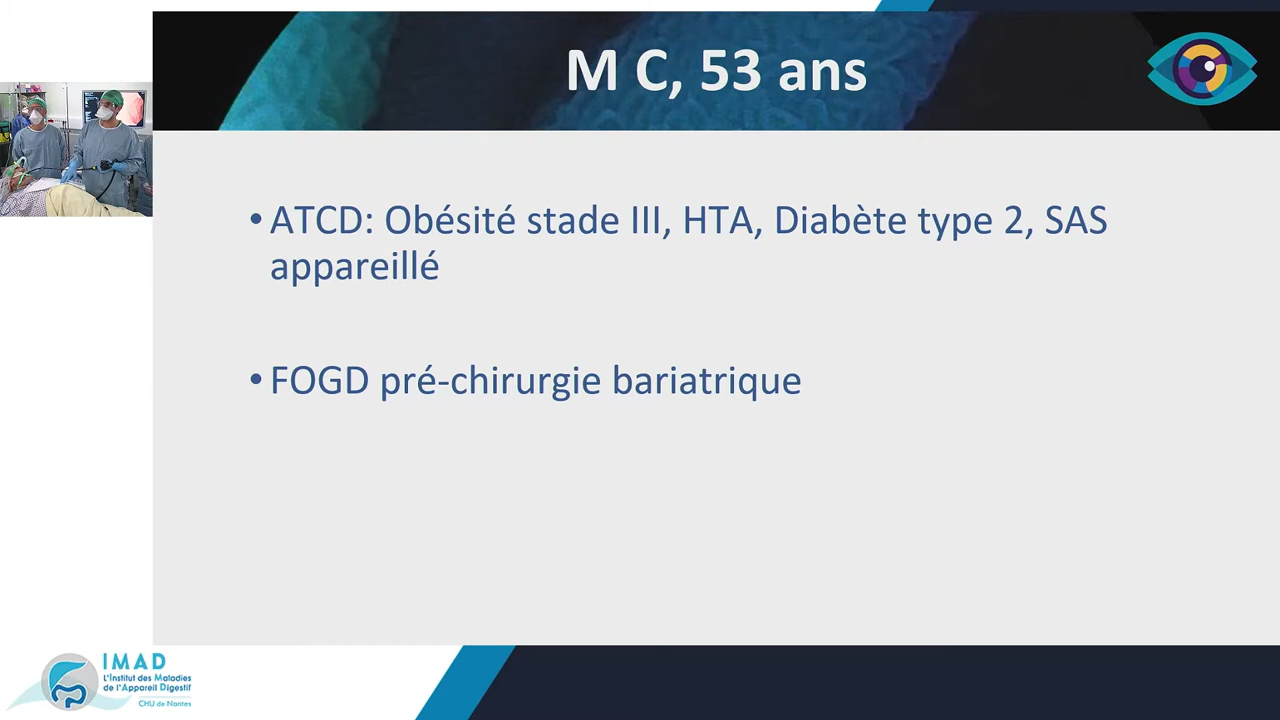 M C, 53 ans
• ATCD: Obésité stade III, HTA, Diabète type 2, SAS
appareillé
• FOGD pré-chirurgie bariatrique
IMAD
L'Institut des Maladies
de l'Appareil Digestif
CHU de Nantes